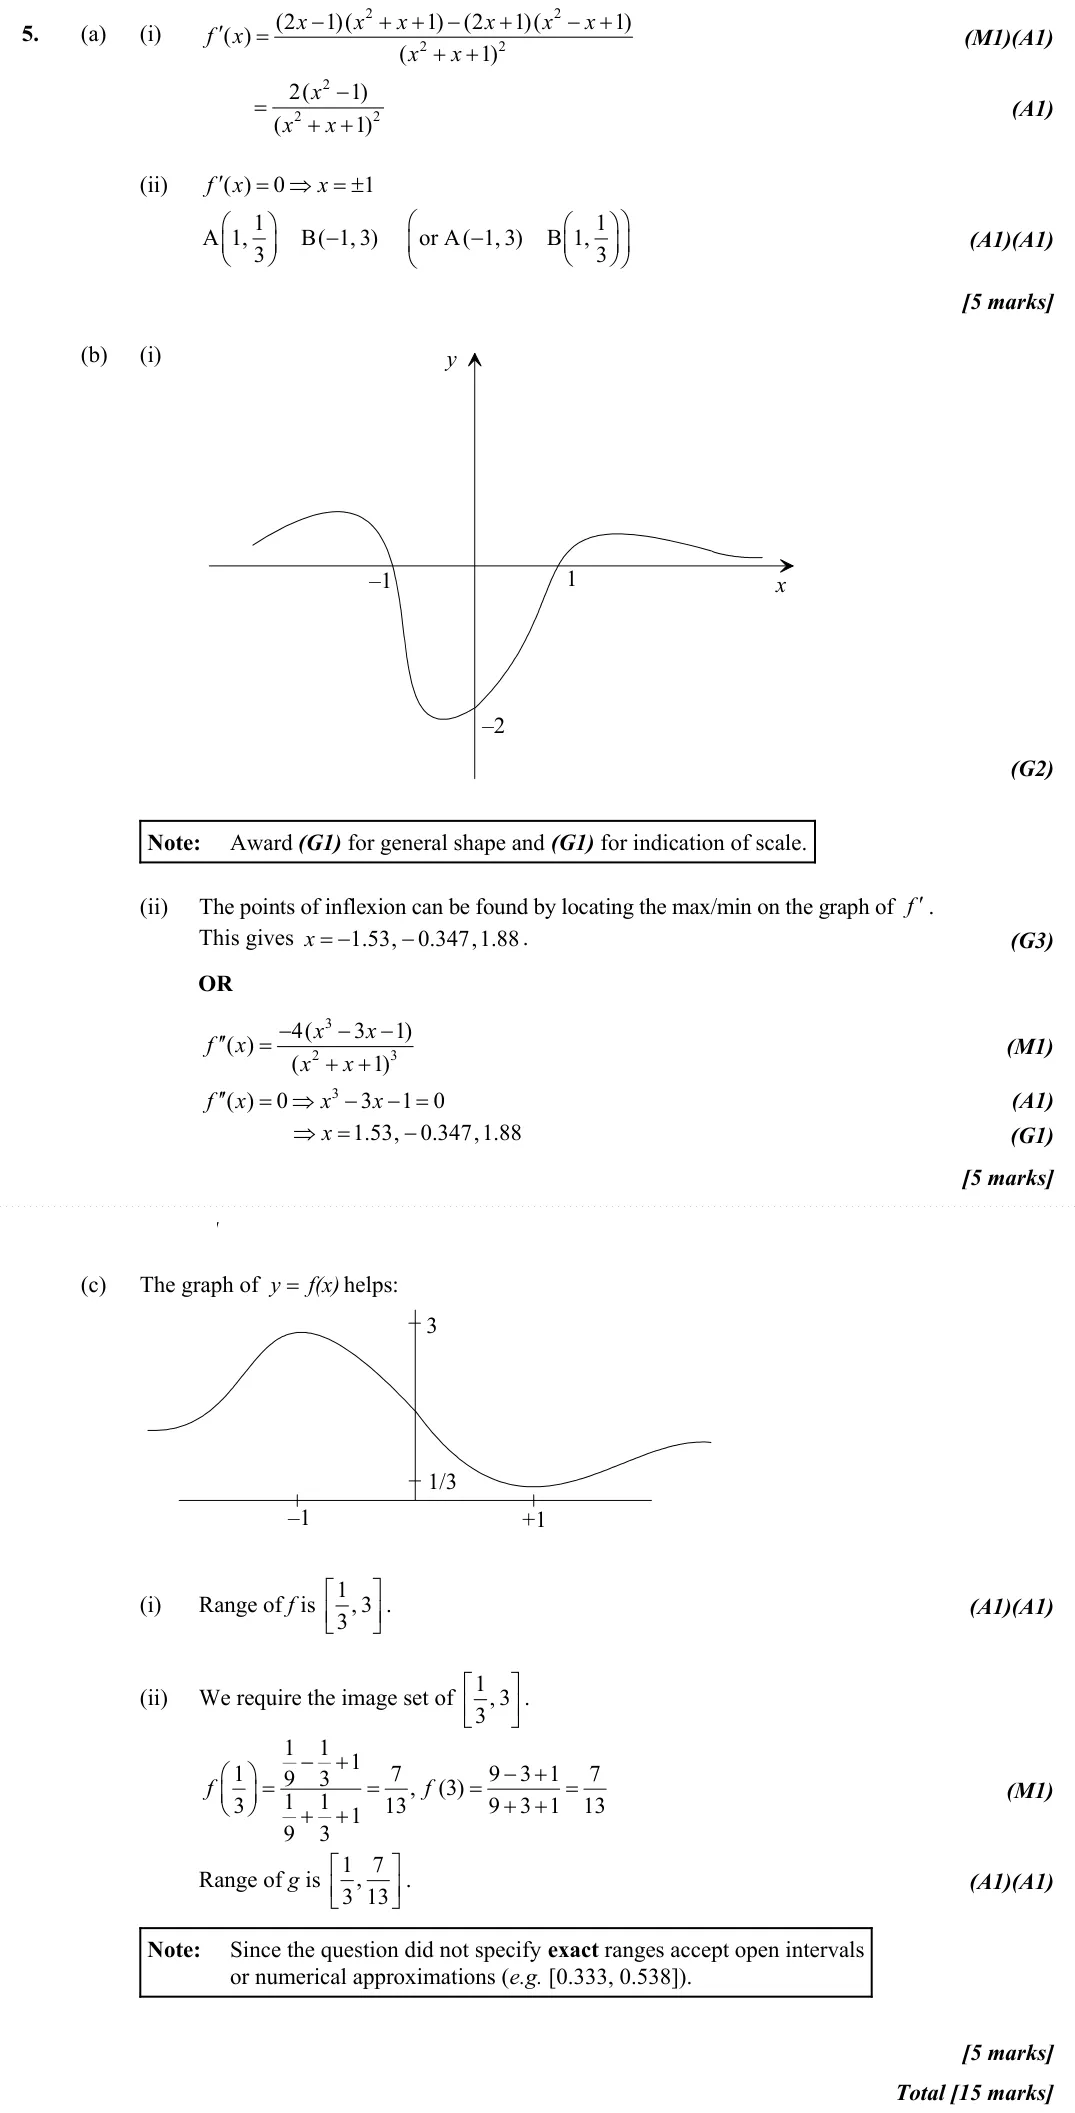 5. (a) (i) f′(x) = ((2x − 1)(x² + x + 1) − (2x + 1)(x² − x + 1)) / (x² + x + 1)² (M1)(A1)
= 2(x² − 1) / (x² + x + 1)² (A1)
(ii) f′(x) = 0 ⇒ x = ±1
A(1, 1/3) B(−1, 3) (or A(−1, 3) B(1, 1/3)) (A1)(A1)
[5 marks]
(b) (i)
y
−1
1
x
−2
(G2)
Note: Award (G1) for general shape and (G1) for indication of scale.
(ii) The points of inflexion can be found by locating the max/min on the graph of f′.
This gives x = −1.53, −0.347, 1.88. (G3)
OR
f″(x) = −4(x³ − 3x − 1) / (x² + x + 1)³ (M1)
f″(x) = 0 ⇒ x³ − 3x − 1 = 0 (A1)
⇒ x = 1.53, −0.347, 1.88 (G1)
[5 marks]
(c) The graph of y = f(x) helps:
3
1/3
−1
+1
(i) Range of f is [1/3, 3]. (A1)(A1)
(ii) We require the image set of [1/3, 3].
f(1/3) = (1/9 − 1/3 + 1) / (1/9 + 1/3 + 1) = 7/13, f(3) = (9 − 3 + 1) / (9 + 3 + 1) = 7/13 (M1)
Range of g is [1/3, 7/13]. (A1)(A1)
Note: Since the question did not specify exact ranges accept open intervals
or numerical approximations (e.g. [0.333, 0.538]).
[5 marks]
Total [15 marks]